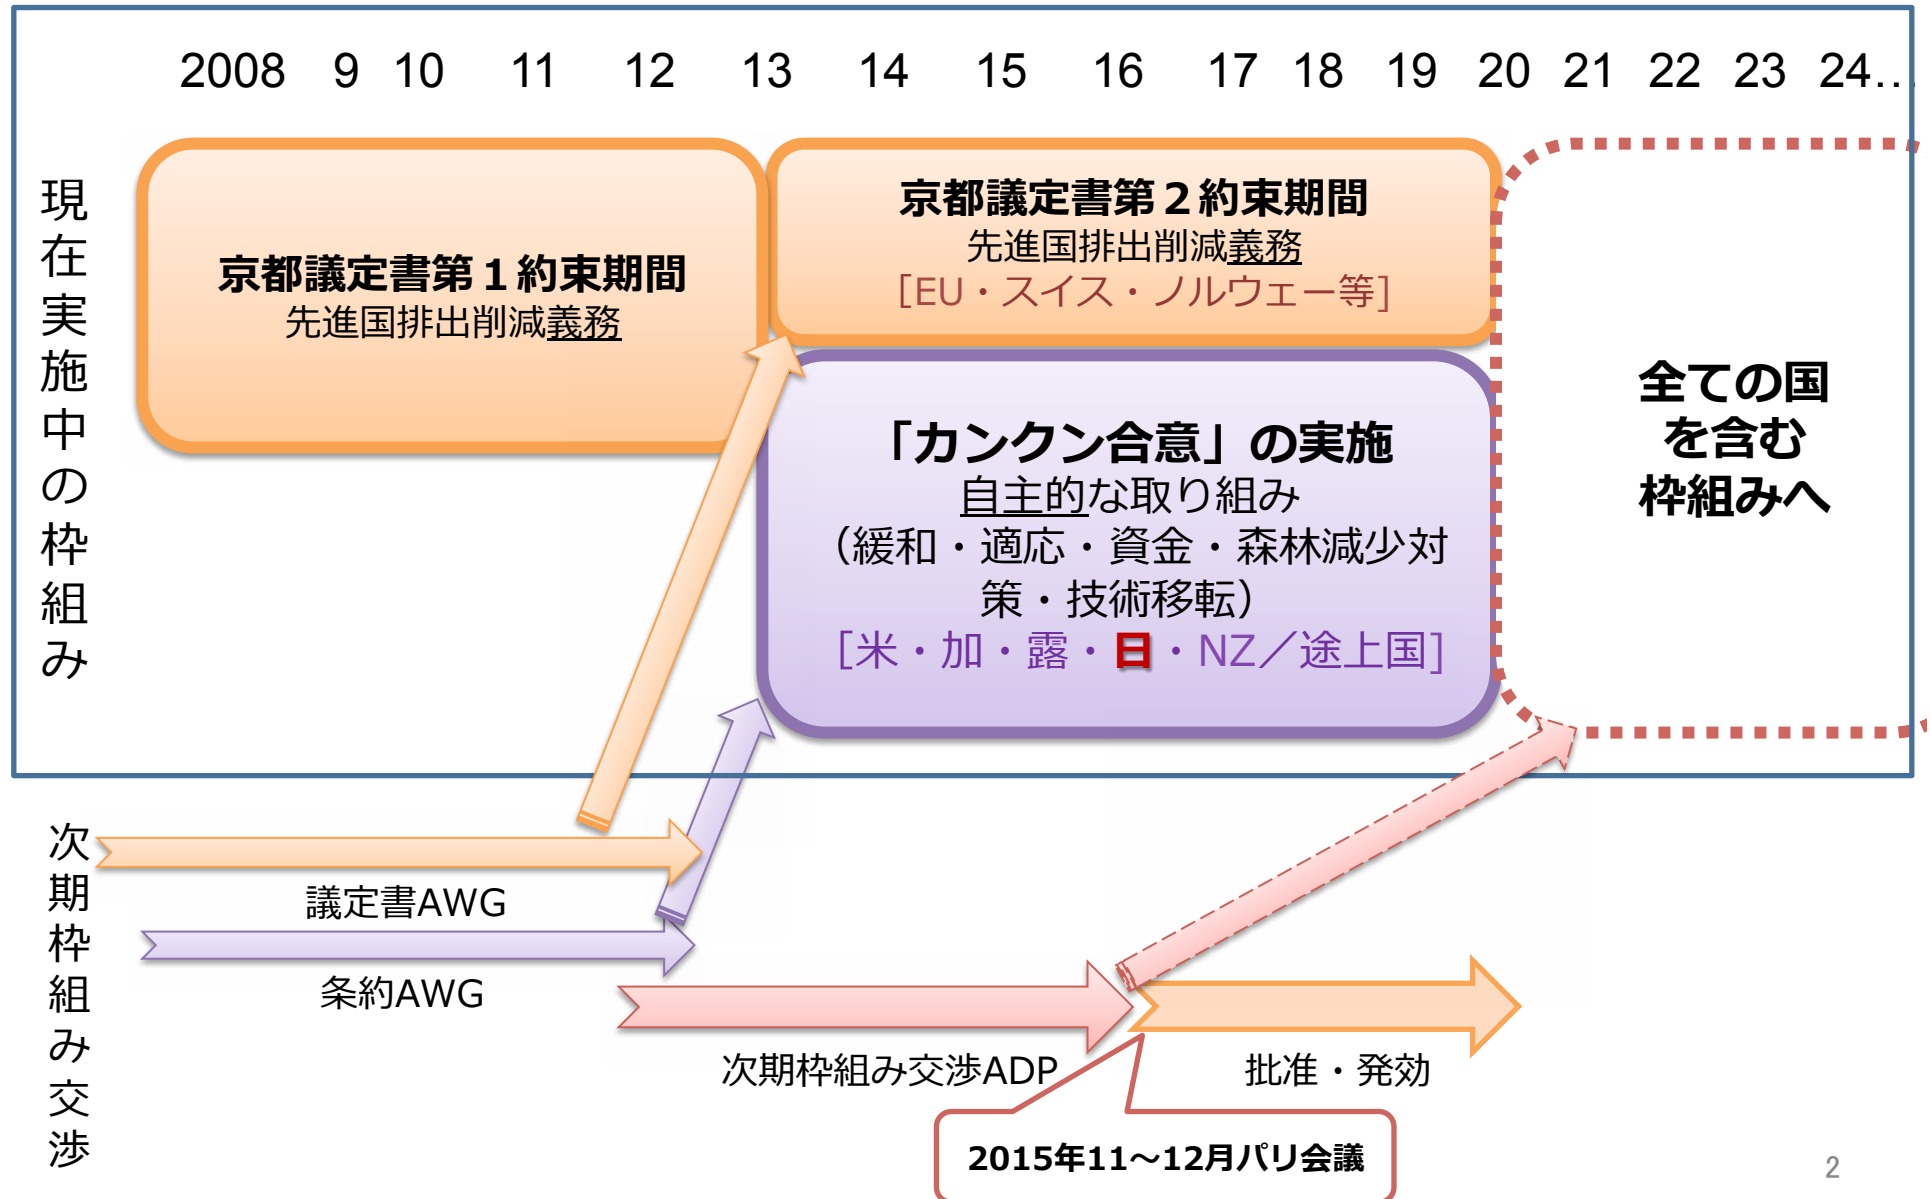 2008 9 10 11 12 13 14 15 16 17 18 19 20 21 22 23 24...
現在実施中の枠組み
京都議定書第1約束期間
先進国排出削減義務
京都議定書第2約束期間
先進国排出削減義務
[EU・スイス・ノルウェー等]
「カンクン合意」の実施
自主的な取り組み
（緩和・適応・資金・森林減少対
策・技術移転）
[米・加・露・日・NZ／途上国]
全ての国
を含む
枠組みへ
次期枠組み交渉
議定書AWG
条約AWG
次期枠組み交渉ADP
批准・発効
2015年11～12月パリ会議
2